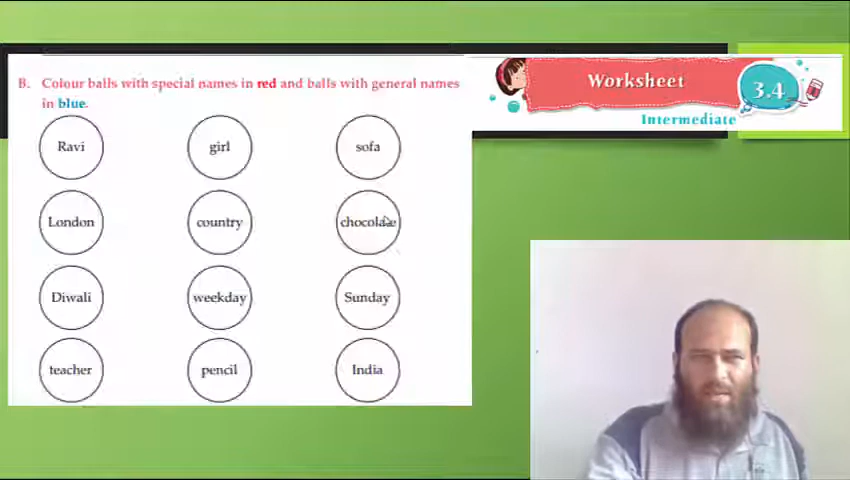 B. Colour balls with special names in red and balls with general names
in blue.
Worksheet
3.4
Intermediate
Ravi girl sofa
London country chocolate
Diwali weekday Sunday
teacher pencil India